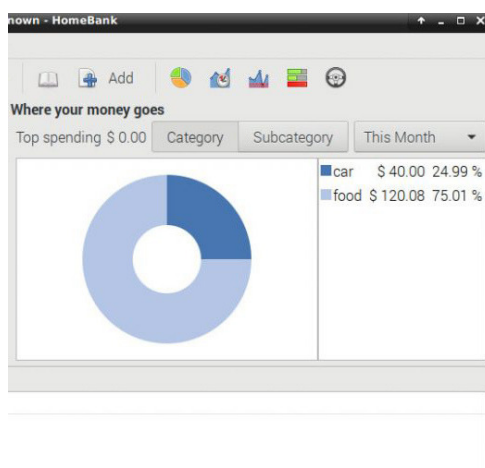 nown - HomeBank
Add
Where your money goes
Top spending $ 0.00 Category Subcategory This Month
car $ 40.00 24.99 %
food $ 120.08 75.01 %